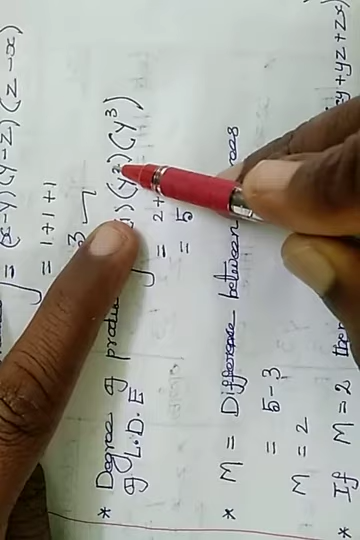 = (x-y)(y-z)(z-x)
= 1+1+1
3
* Degree of
of L.D.E ) (y²) (y³)
= 2+
= 5
* M = Difference between
= 5-3
M = 2
* If M = 2 then +yz+zx)